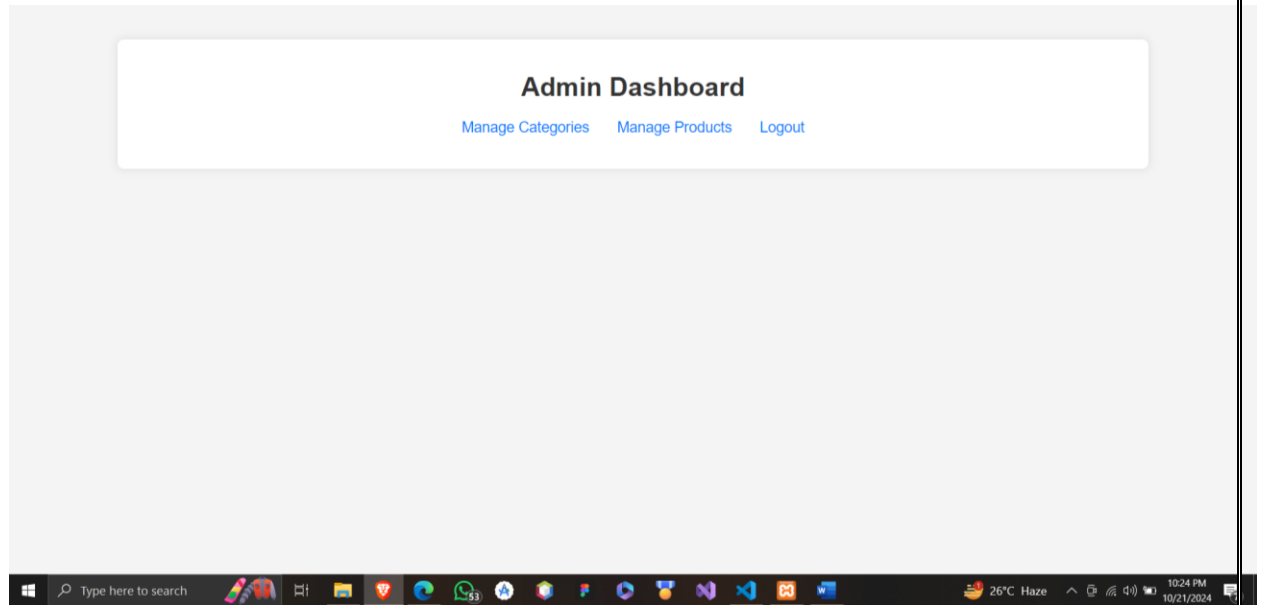 Admin Dashboard
Manage Categories Manage Products Logout
Type here to search
53
26°C Haze
10:24 PM
10/21/2024